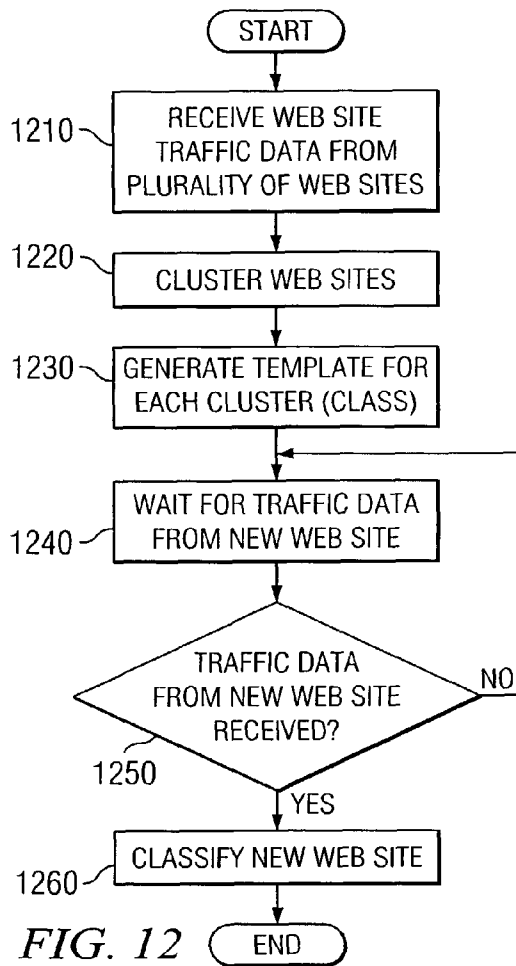 START
1210
RECEIVE WEB SITE
TRAFFIC DATA FROM
PLURALITY OF WEB SITES
1220
CLUSTER WEB SITES
1230
GENERATE TEMPLATE FOR
EACH CLUSTER (CLASS)
WAIT FOR TRAFFIC DATA
FROM NEW WEB SITE
1240
TRAFFIC DATA
FROM NEW WEB SITE
RECEIVED?
NO
1250
YES
CLASSIFY NEW WEB SITE
1260
FIG. 12
END